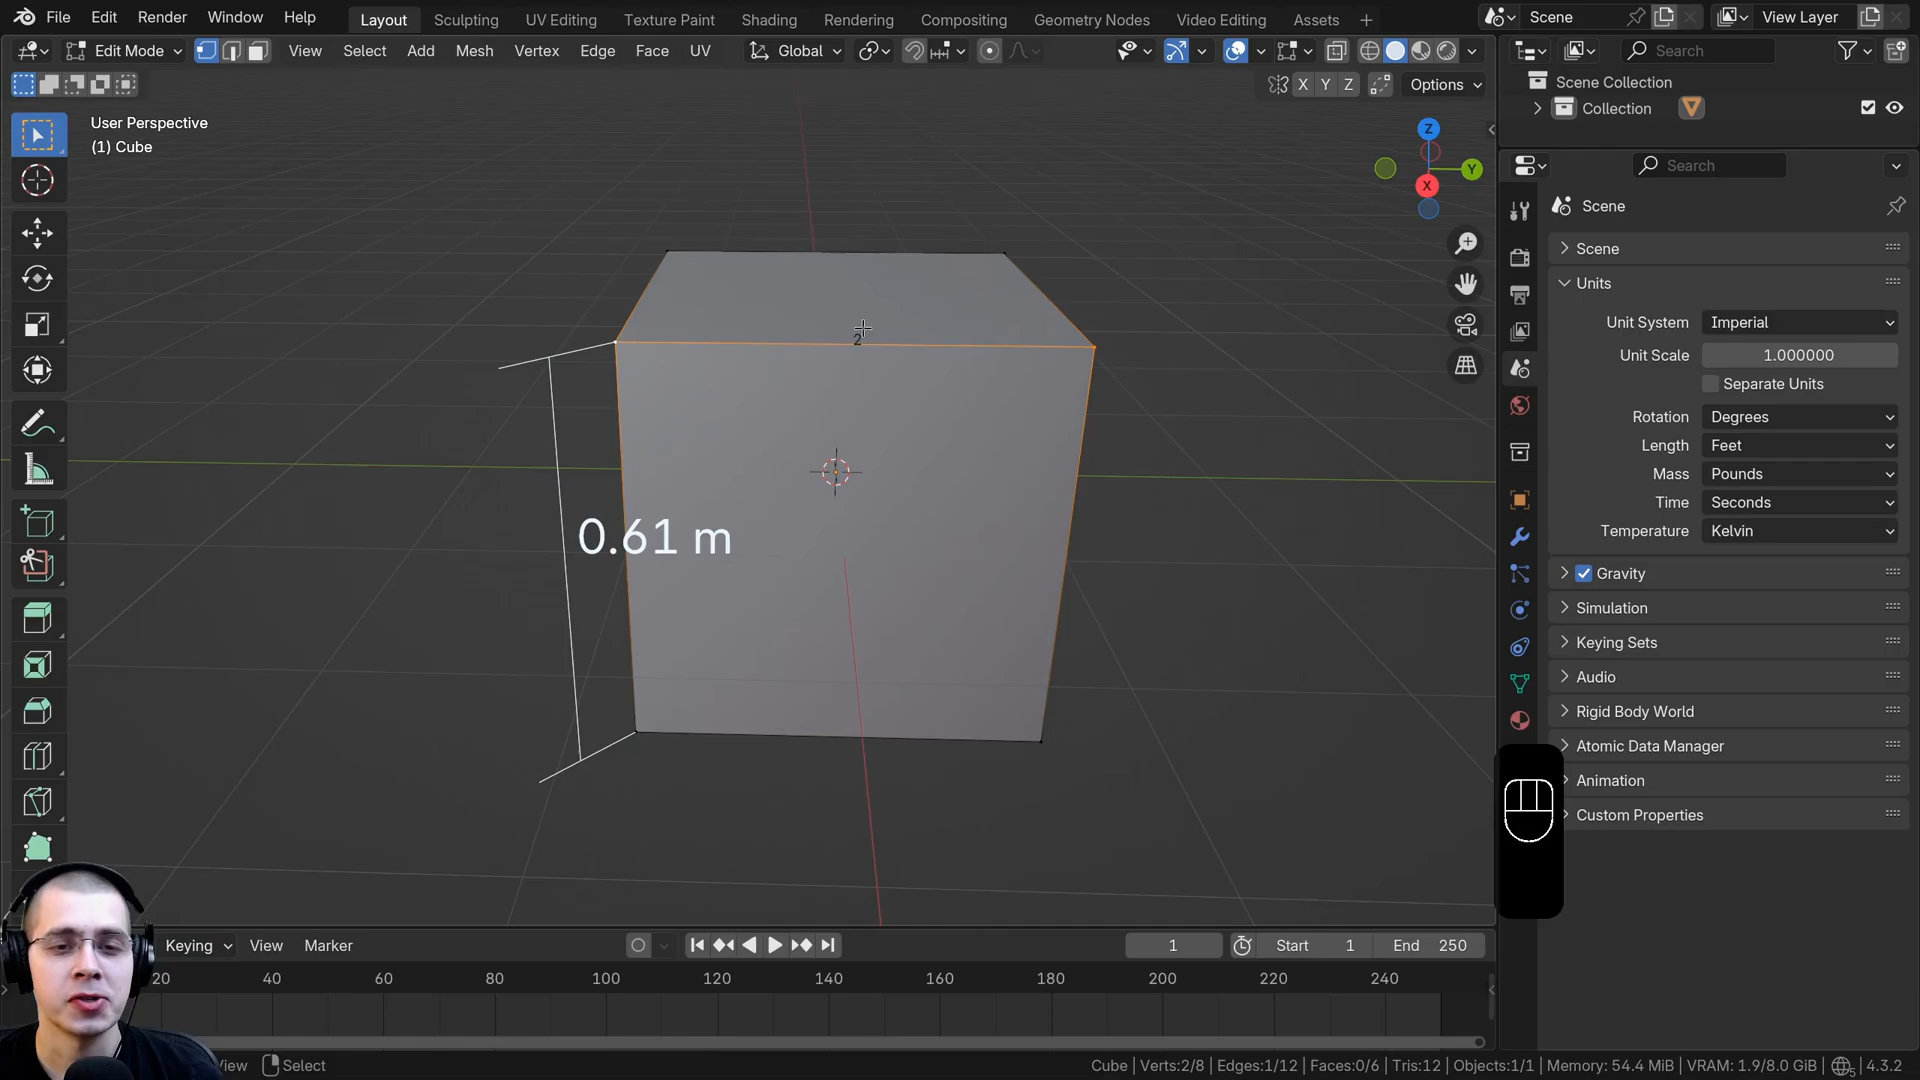 File Edit Render Window Help Layout Sculpting UV Editing Texture Paint Shading Rendering Compositing Geometry Nodes Video Editing Assets + Scene View Layer
Edit Mode View Select Add Mesh Vertex Edge Face UV Global Search
X Y Z Options
Scene Collection
Collection
User Perspective
(1) Cube
Z
Y
X
Search
Scene
Scene
Units
Unit System Imperial
Unit Scale 1.000000
Separate Units
Rotation Degrees
Length Feet
Mass Pounds
Time Seconds
Temperature Kelvin
Gravity
Simulation
Keying Sets
Audio
Rigid Body World
Atomic Data Manager
Animation
Custom Properties
2
0.61 m
Keying View Marker 1 Start 1 End 250
20 40 60 80 100 120 140 160 180 200 220 240
Select Cube | Verts:2/8 | Edges:1/12 | Faces:0/6 | Tris:12 | Objects:1/1 | Memory: 54.4 MiB | VRAM: 1.9/8.0 GiB | 5 4.3.2